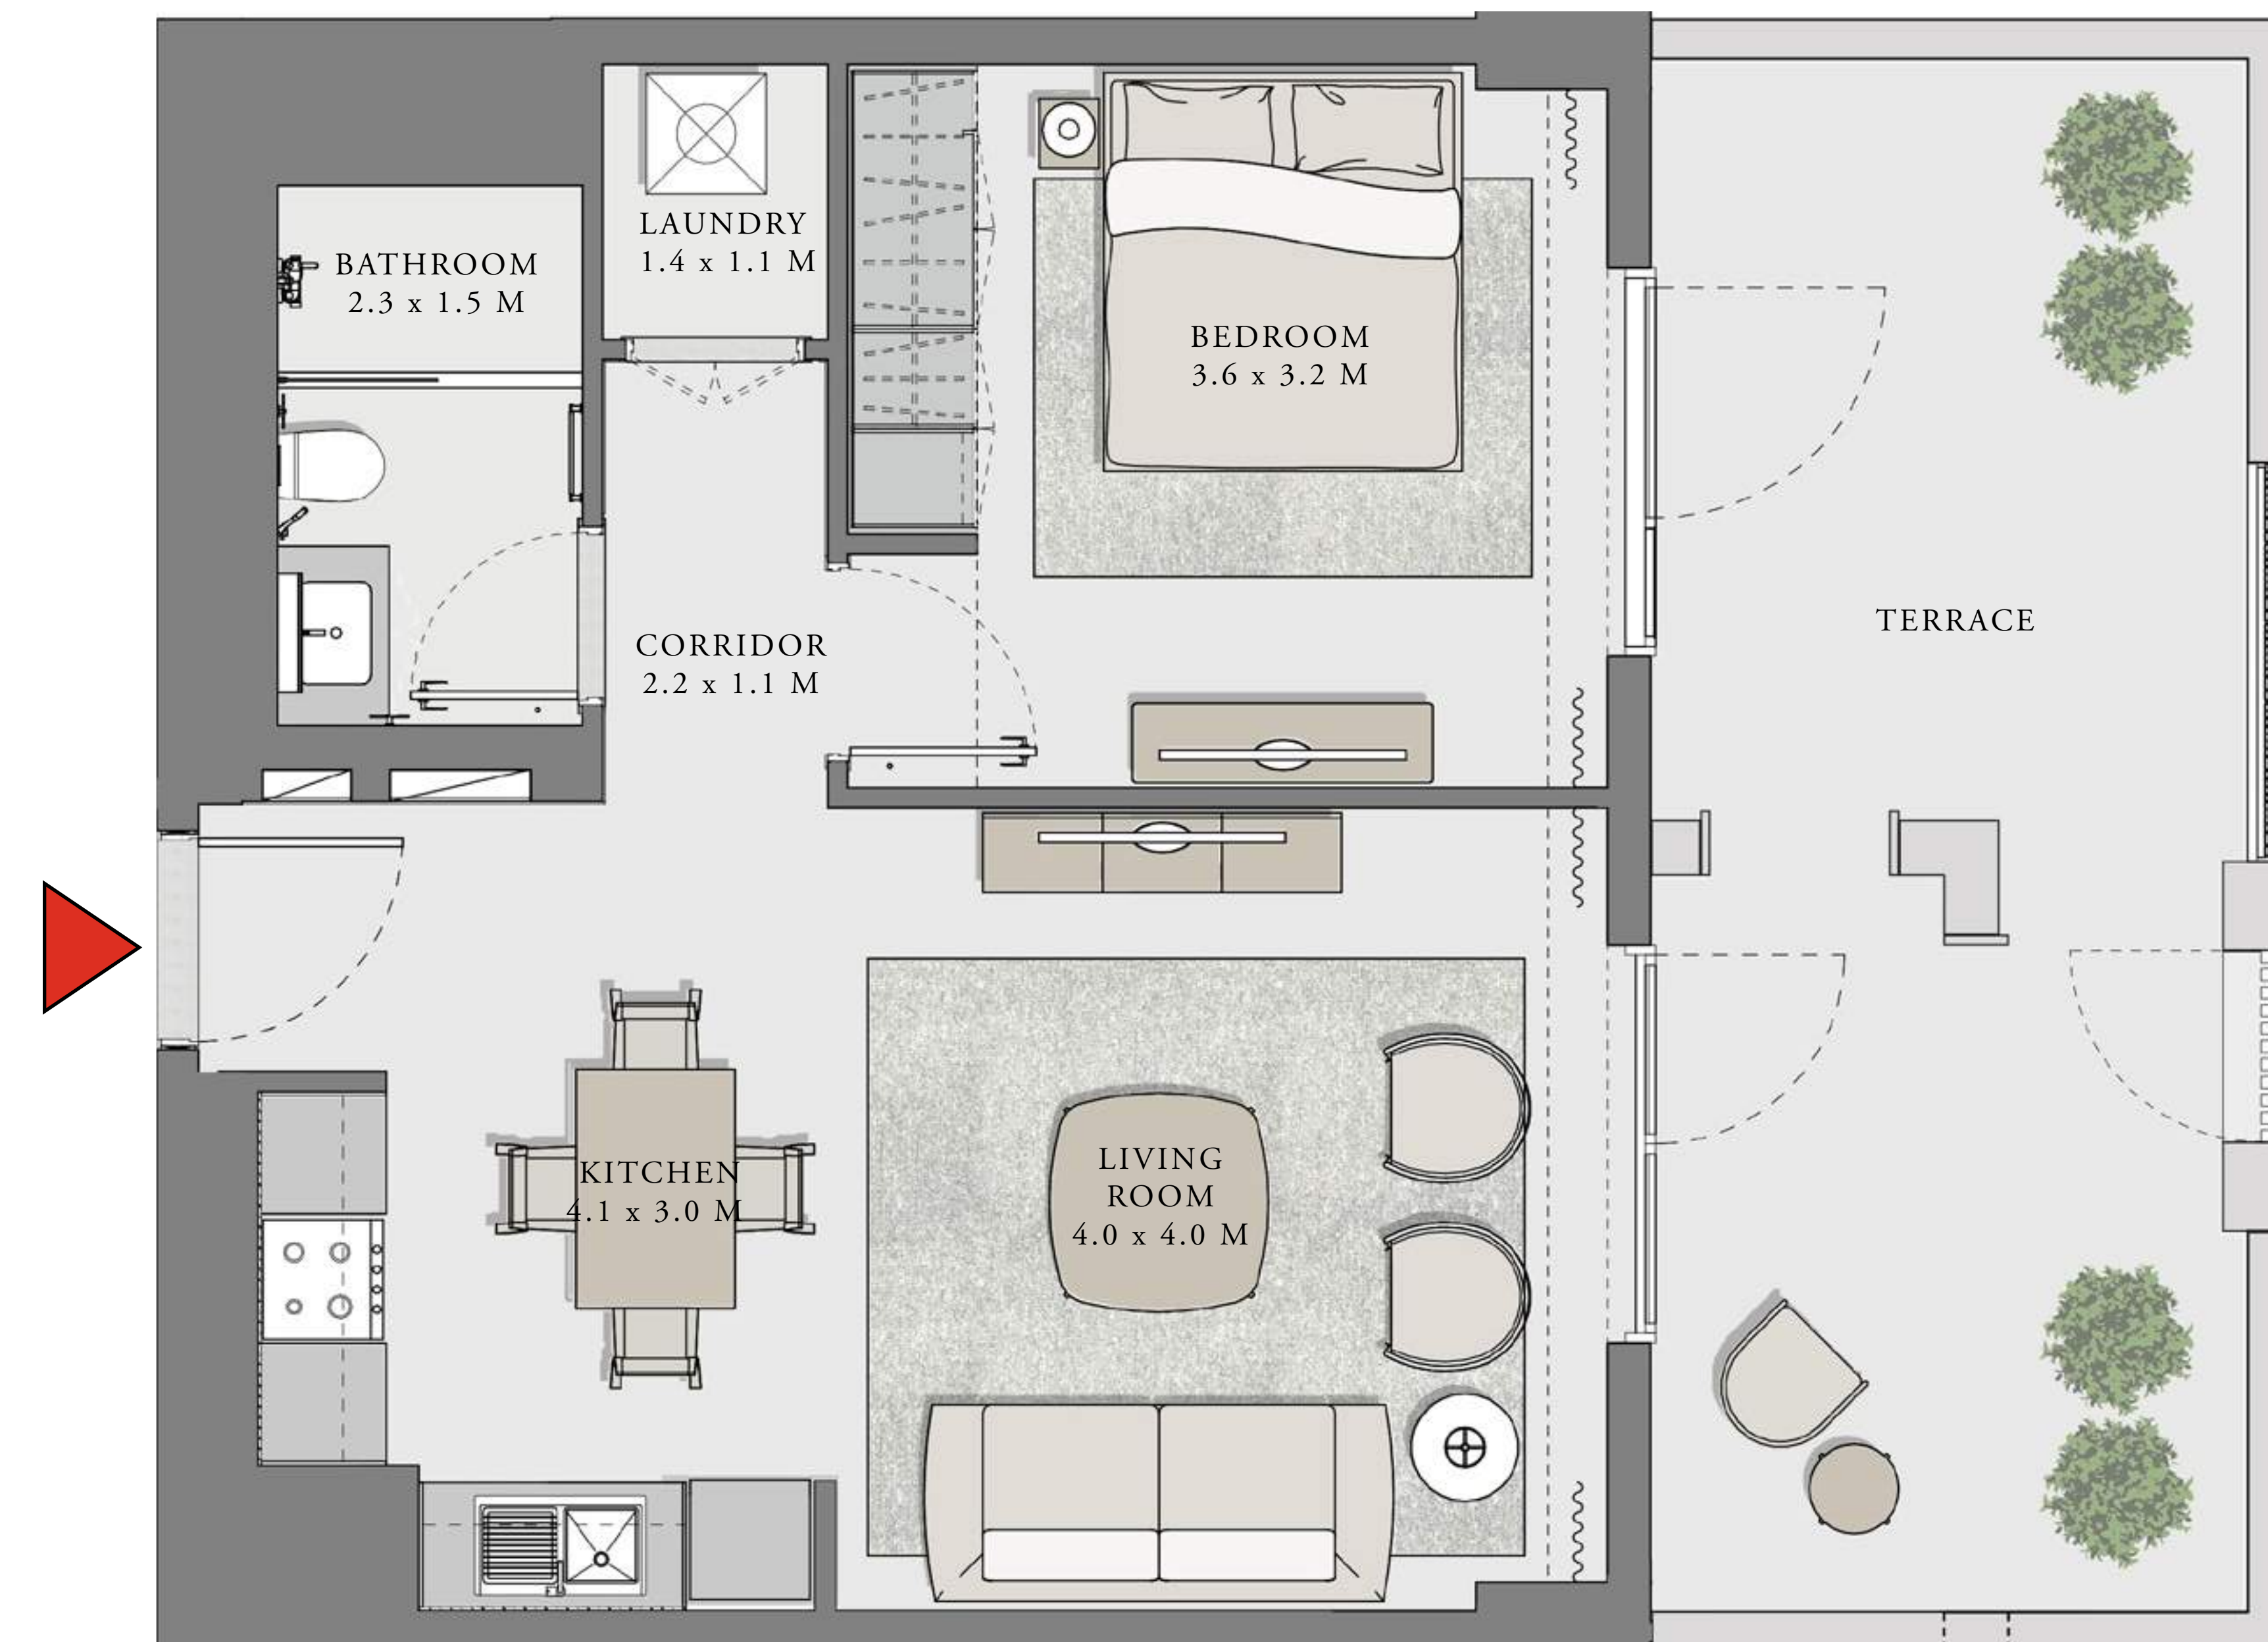 LAUNDRY
1.4 x 1.1 M
BATHROOM
2.3 x 1.5 M
BEDROOM
3.6 x 3.2 M
TERRACE
CORRIDOR
2.2 x 1.1 M
KITCHEN
4.1 x 3.0 M
LIVING
ROOM
4.0 x 4.0 M